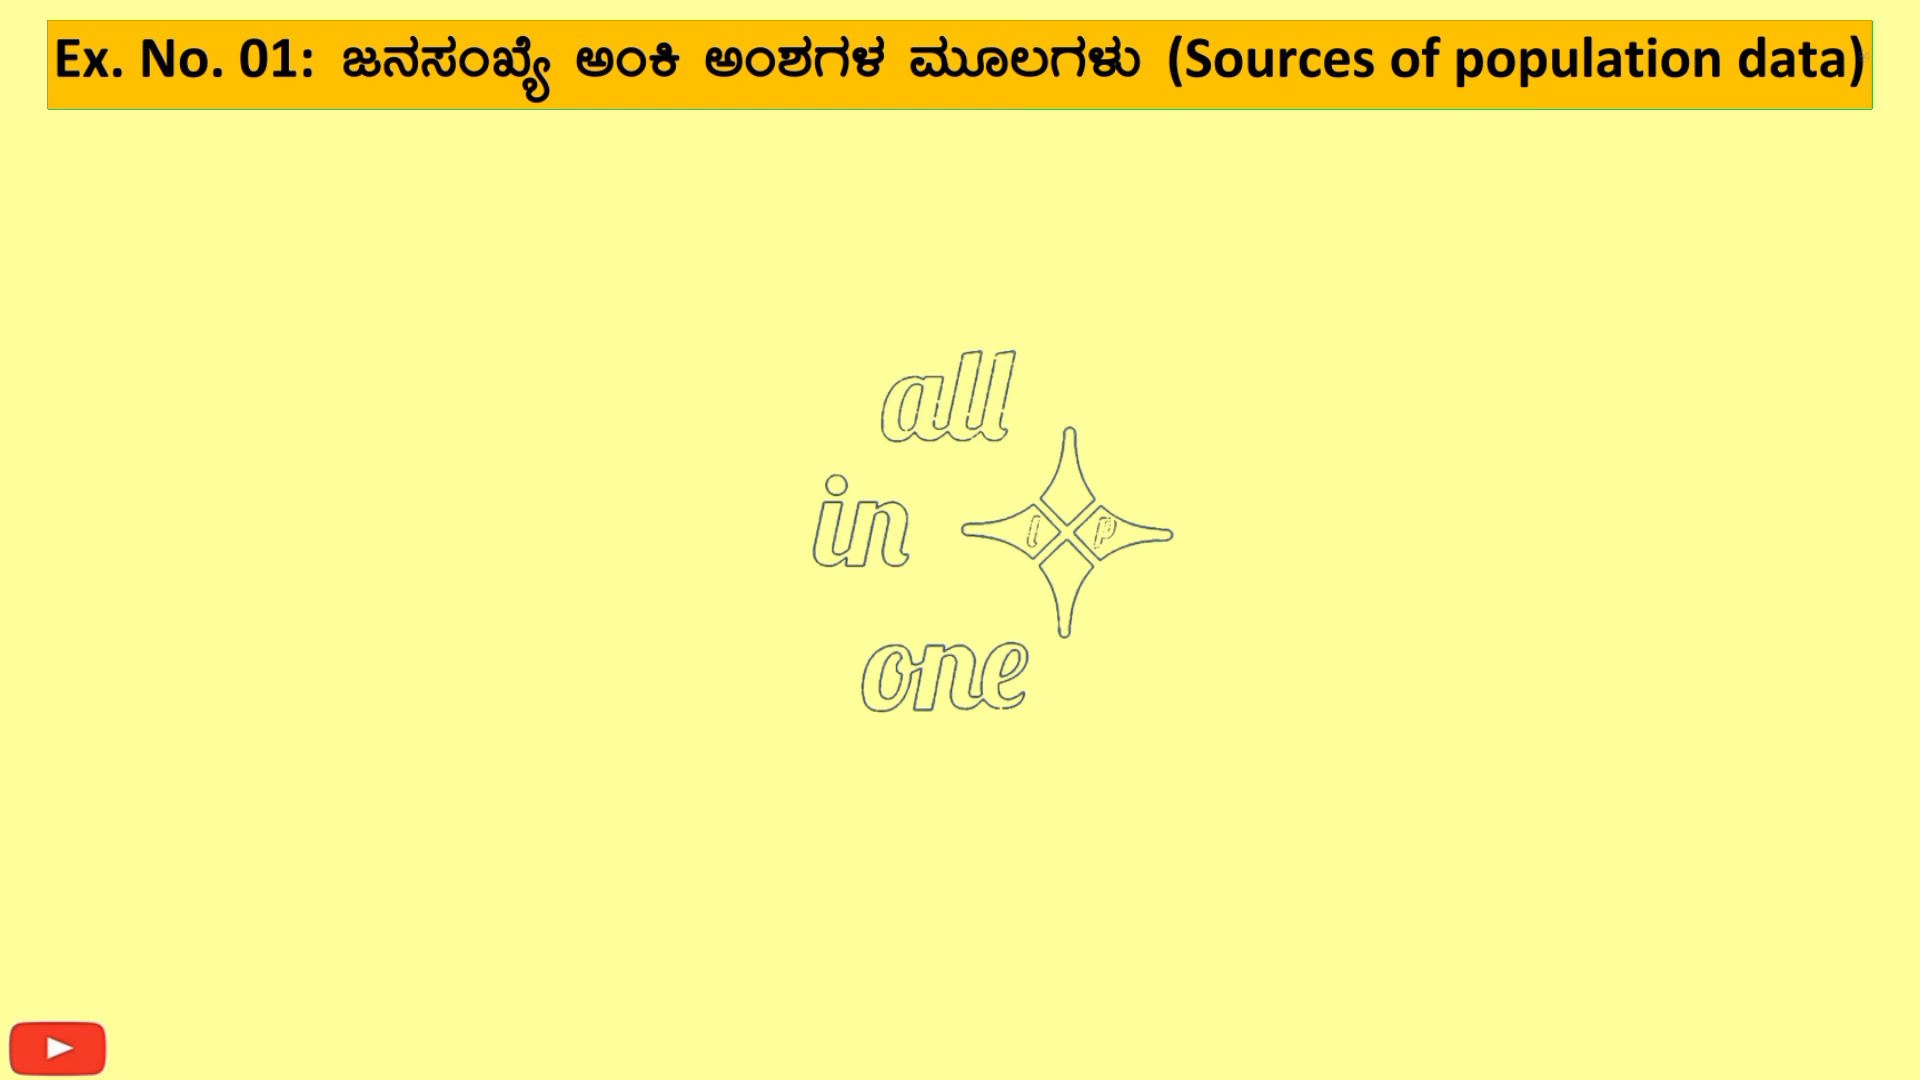 Ex. No. 01: ಜನಸಂಖ್ಯೆ ಅಂಕಿ ಅಂಶಗಳ ಮೂಲಗಳು (Sources of population data)
all
in
I P
one